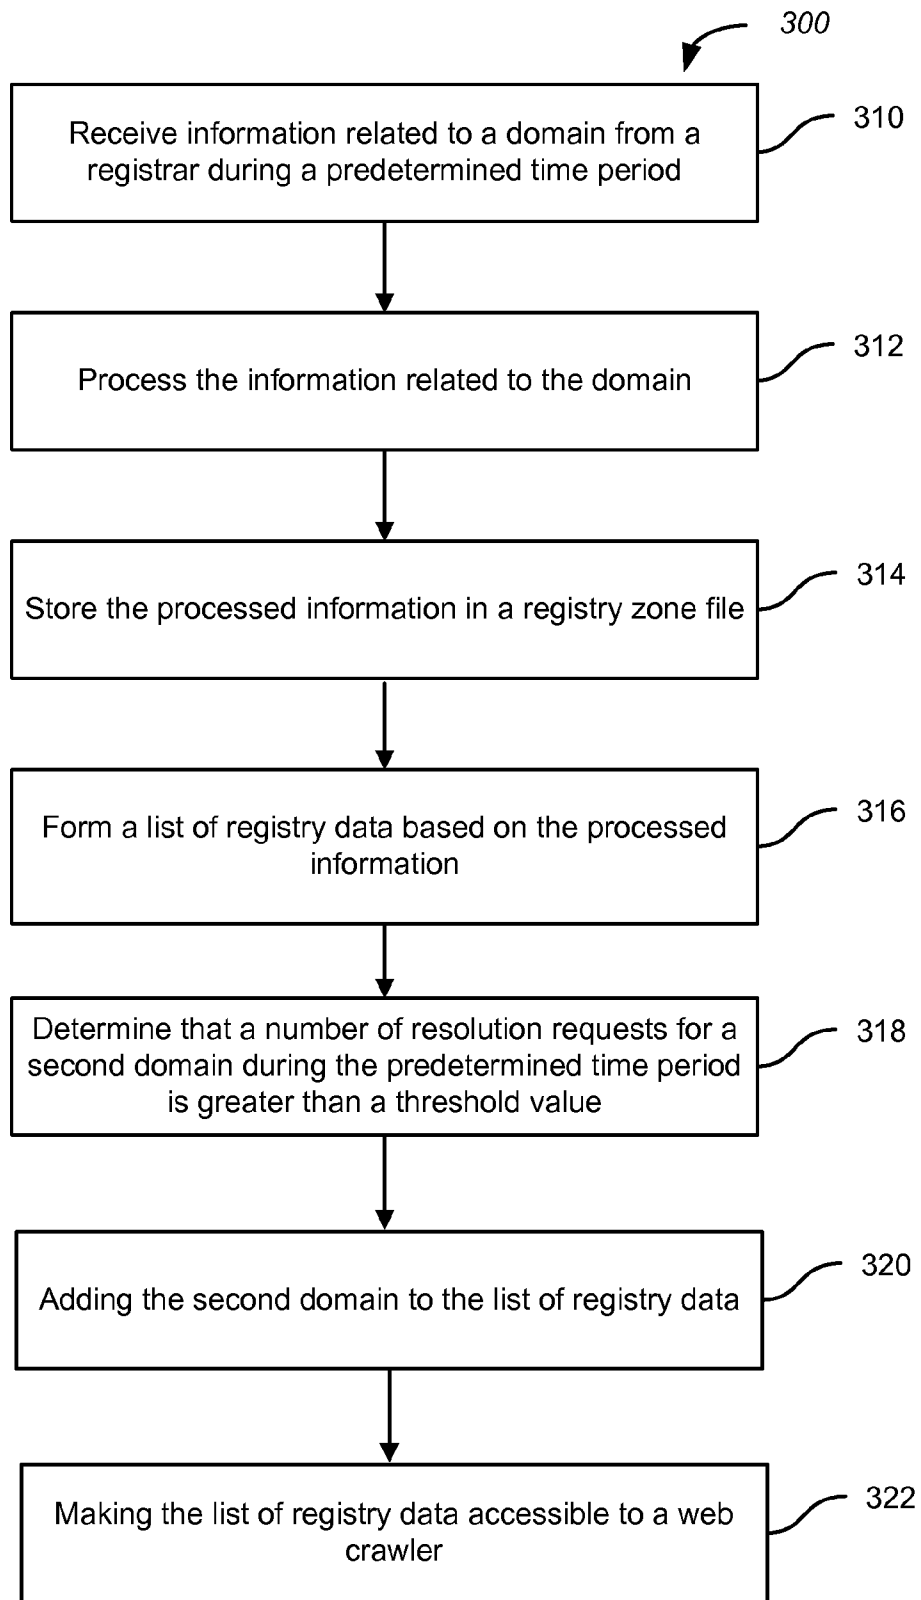 300
Receive information related to a domain from a
registrar during a predetermined time period
310
Process the information related to the domain
312
Store the processed information in a registry zone file
314
Form a list of registry data based on the processed
information
316
Determine that a number of resolution requests for a
second domain during the predetermined time period
is greater than a threshold value
318
Adding the second domain to the list of registry data
320
Making the list of registry data accessible to a web
crawler
322